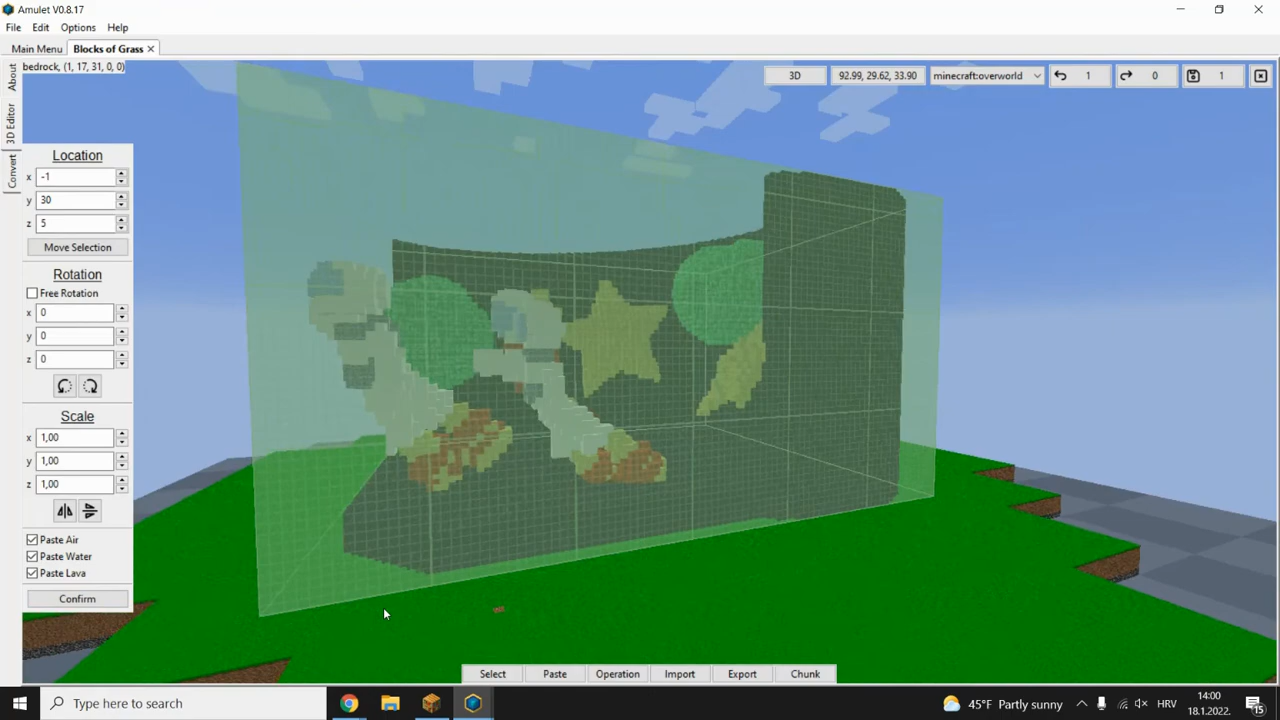 Amulet V0.8.17
File Edit Options Help
Main Menu Blocks of Grass
bedrock, (1, 17, 31, 0, 0)
3D 92.99, 29.62, 33.90 minecraft:overworld 1 0 1
About
3D Editor
Convert
Location
x -1
y 30
z 5
Move Selection
Rotation
Free Rotation
x 0
y 0
z 0
Scale
x 1,00
y 1,00
z 1,00
Paste Air
Paste Water
Paste Lava
Confirm
Select Paste Operation Import Export Chunk
Type here to search
45°F Partly sunny
HRV
14:00
18.1.2022.
15